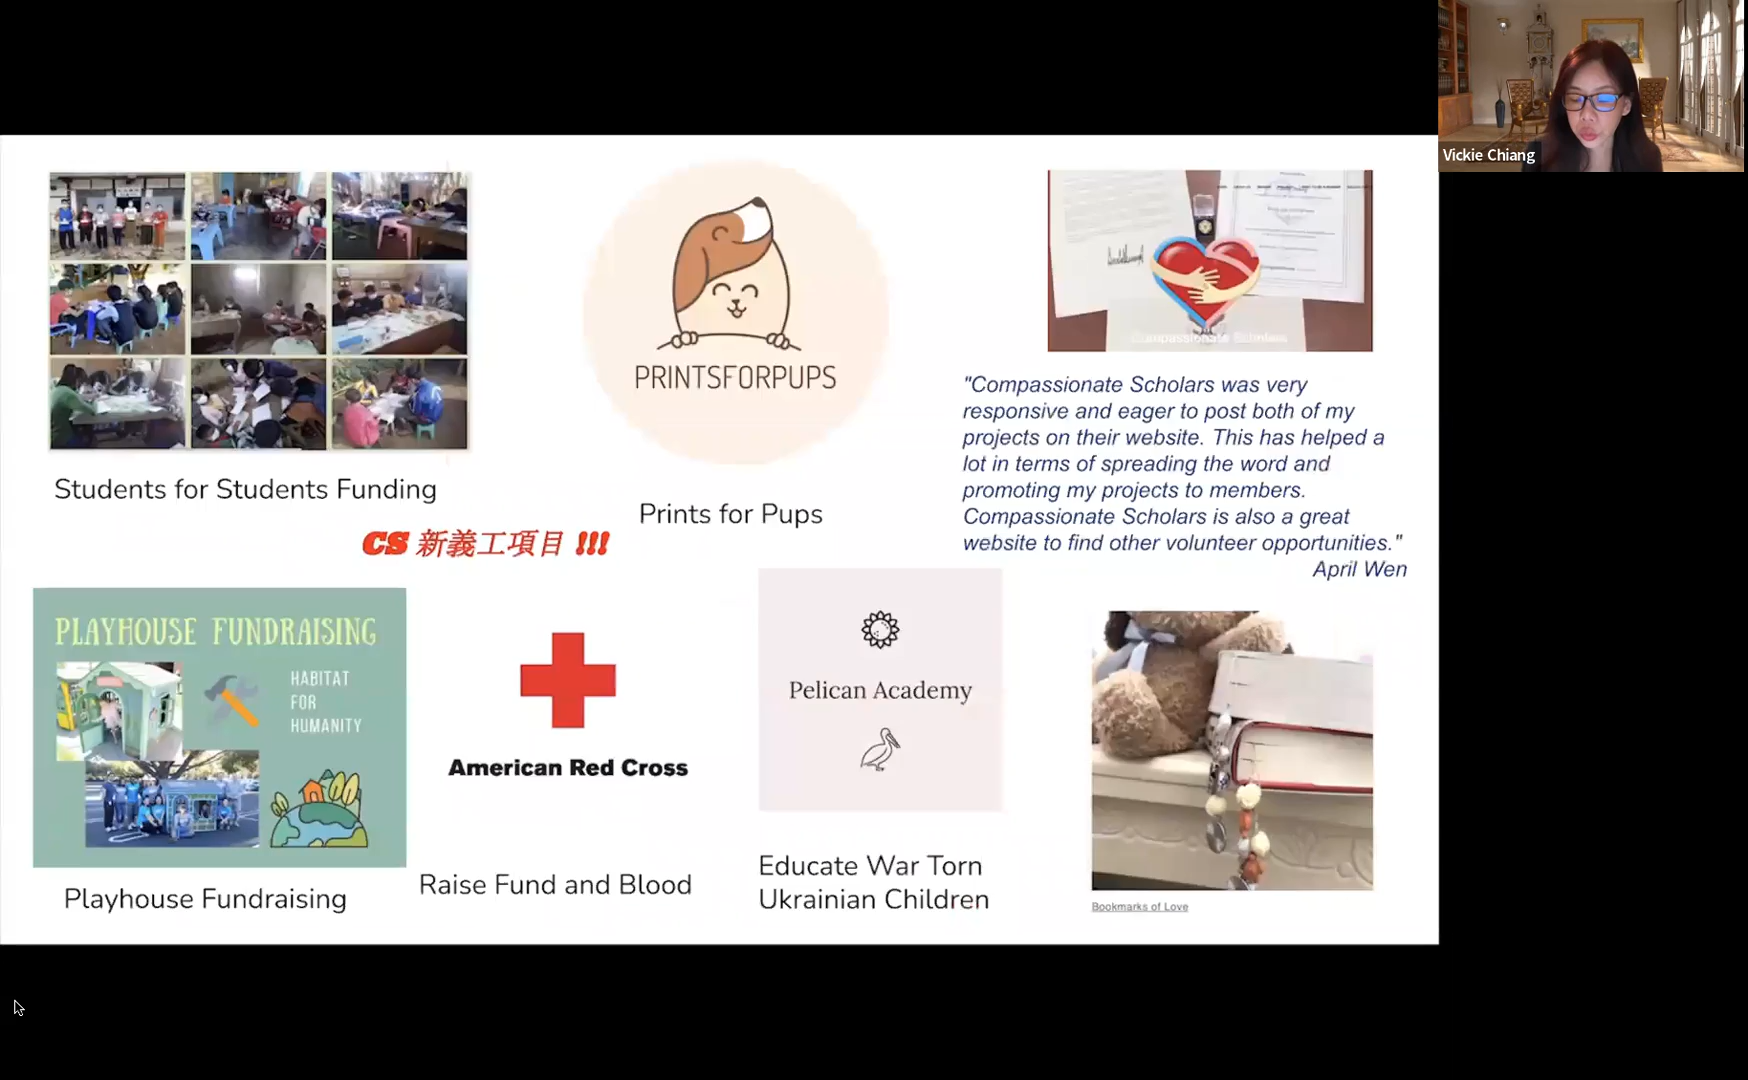 Vickie Chiang
PRINTSFORPUPS
Students for Students Funding
Prints for Pups
Compassionate Scholars
"Compassionate Scholars was very
responsive and eager to post both of my
projects on their website. This has helped a
lot in terms of spreading the word and
promoting my projects to members.
Compassionate Scholars is also a great
website to find other volunteer opportunities."
April Wen
CS 新義工項目 !!!
PLAYHOUSE FUNDRAISING
HABITAT
FOR
HUMANITY
Playhouse Fundraising
American Red Cross
Raise Fund and Blood
Pelican Academy
Educate War Torn
Ukrainian Children
Bookmarks of Love